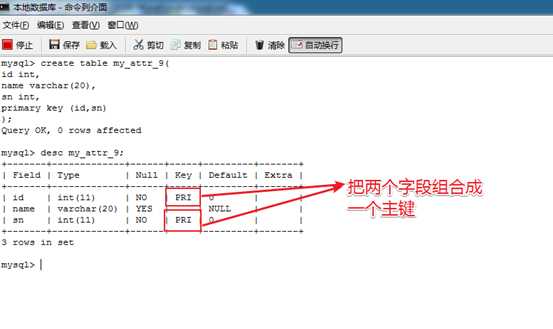 本地数据库 - 命令列介面
文件(F) 编辑(E) 查看(V) 窗口(W)
停止 保存 载入 剪切 复制 粘贴 清除 自动换行
mysql> create table my_attr_9(
id int,
name varchar(20),
sn int,
primary key (id,sn)
);
Query OK, 0 rows affected
mysql> desc my_attr_9;
+-------+-------------+------+-----+---------+-------+
| Field | Type | Null | Key | Default | Extra |
+-------+-------------+------+-----+---------+-------+
| id | int(11) | NO | PRI | 0 | |
| name | varchar(20) | YES | | NULL | |
| sn | int(11) | NO | PRI | 0 | |
+-------+-------------+------+-----+---------+-------+
3 rows in set
mysql>
把两个字段组合成
一个主键